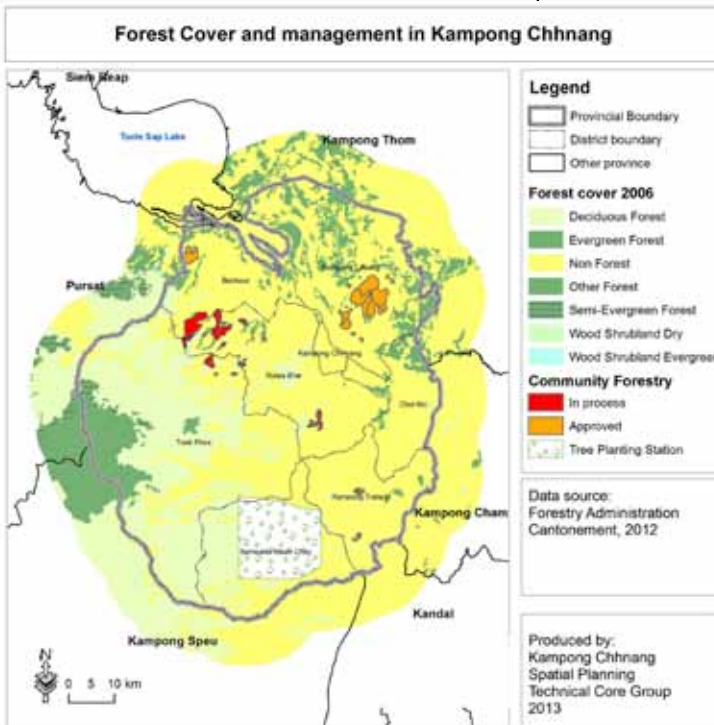 Forest Cover and management in Kampong Chhnang
Siem Reap
Tonle Sap Lake
Kampong Thom
Pursat
Kampong Cham
Kandal
Kampong Speu
N
0 5 10 km
Legend
Provincial Boundary
District boundary
Other province
Forest cover 2006
Deciduous Forest
Evergreen Forest
Non Forest
Other Forest
Semi-Evergreen Forest
Wood Shrubland Dry
Wood Shrubland Evergreen
Community Forestry
In process
Approved
Tree Planting Station
Data source:
Forestry Administration
Cantonement, 2012
Produced by:
Kampong Chhnang
Spatial Planning
Technical Core Group
2013